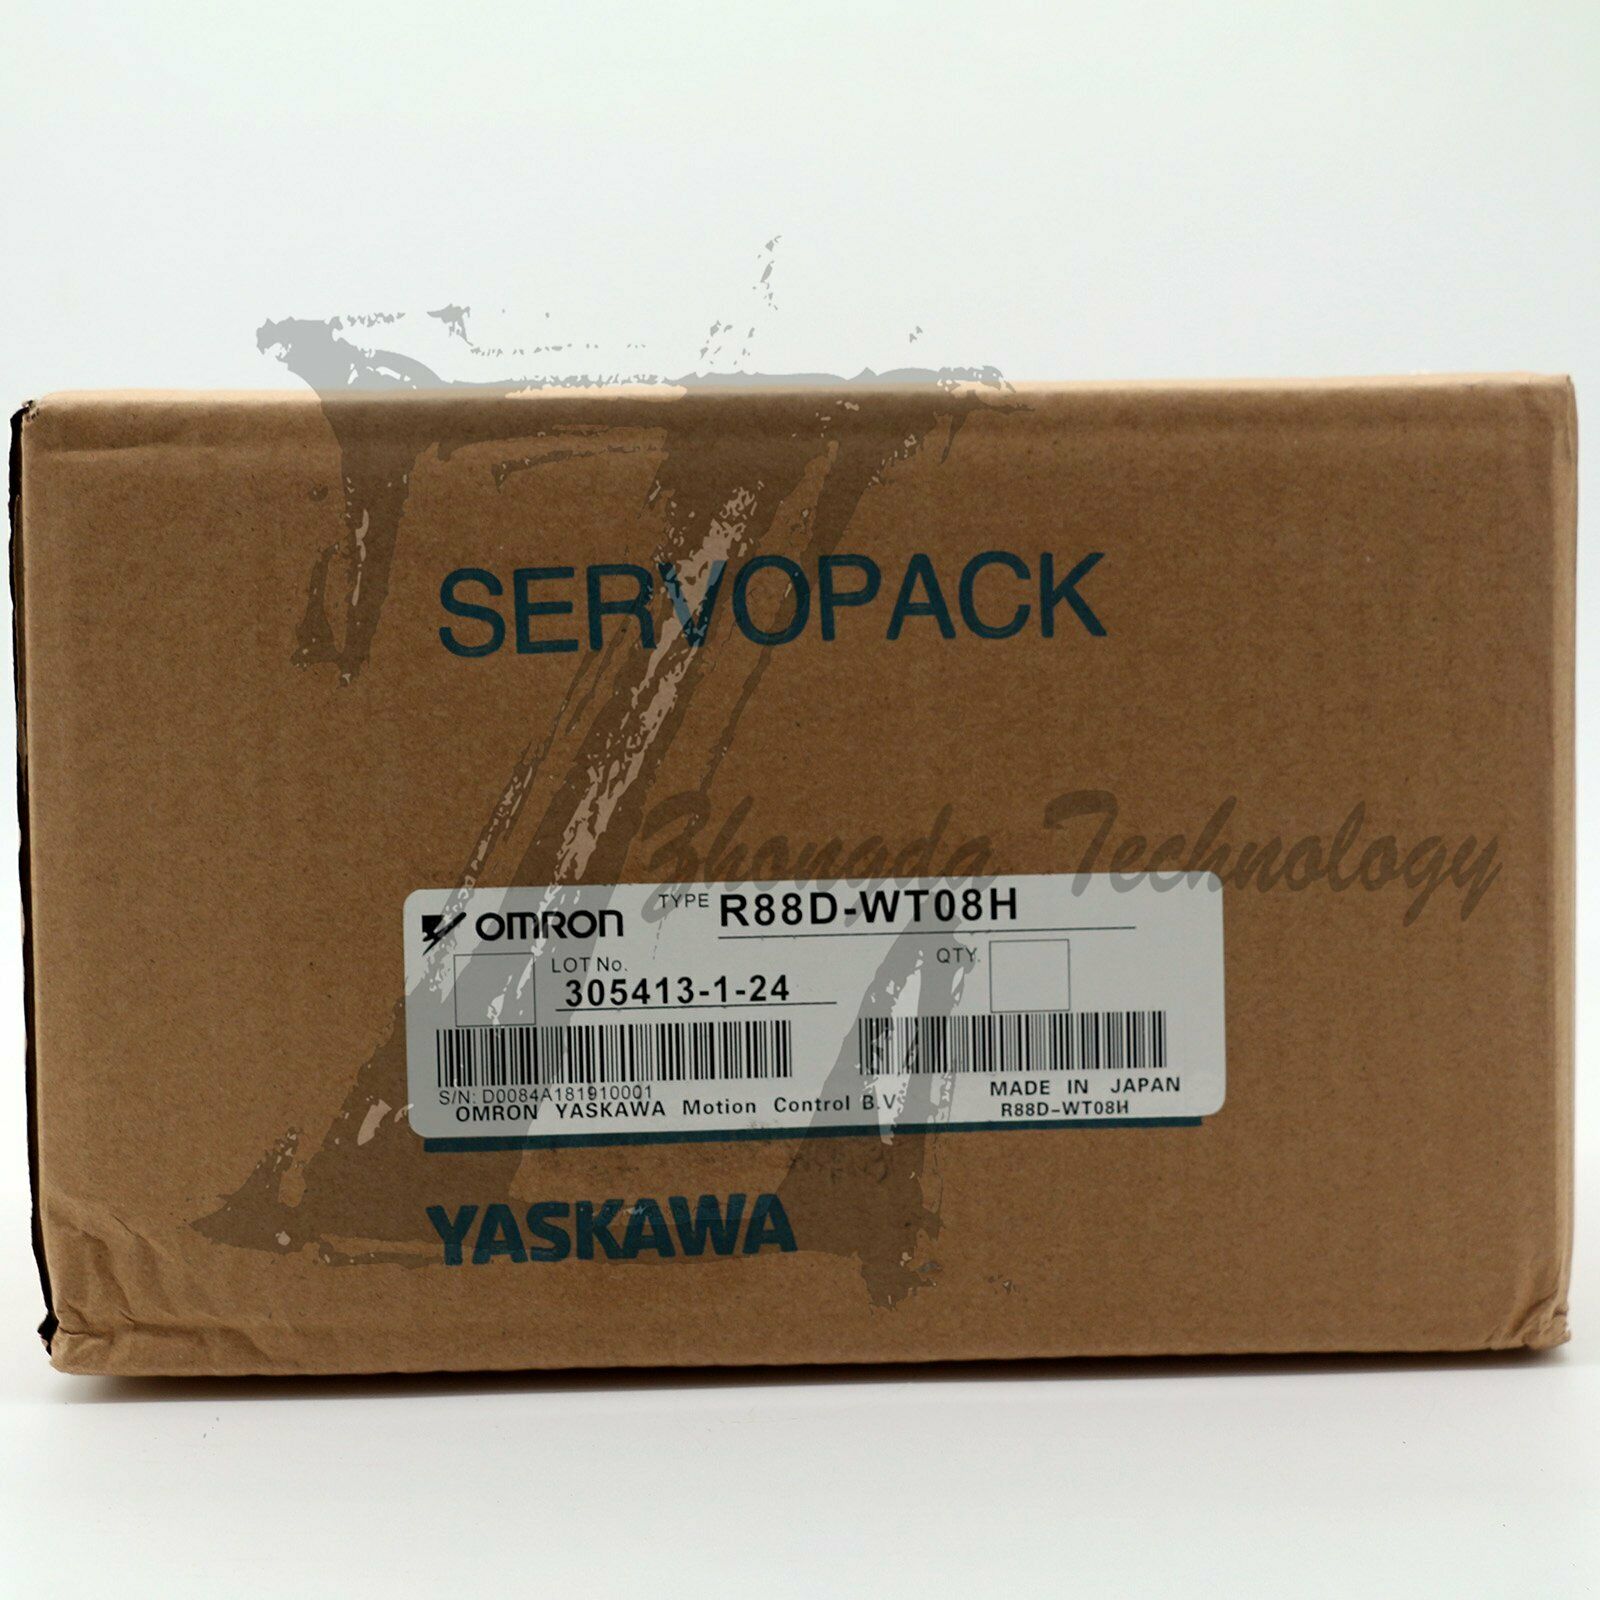 SERVOPACK
Zhongda Technology
OMRON TYPE R88D-WT08H
LOT No. QTY.
305413-1-24
S/N: D0084A181910001
OMRON YASKAWA Motion Control B.V
MADE IN JAPAN
R88D-WT08H
YASKAWA